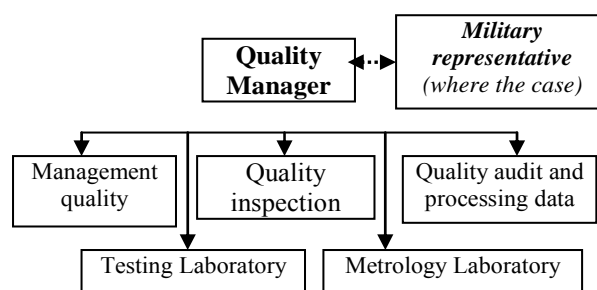 Quality
Manager
Military
representative
(where the case)
Management
quality
Quality
inspection
Quality audit and
processing data
Testing Laboratory
Metrology Laboratory